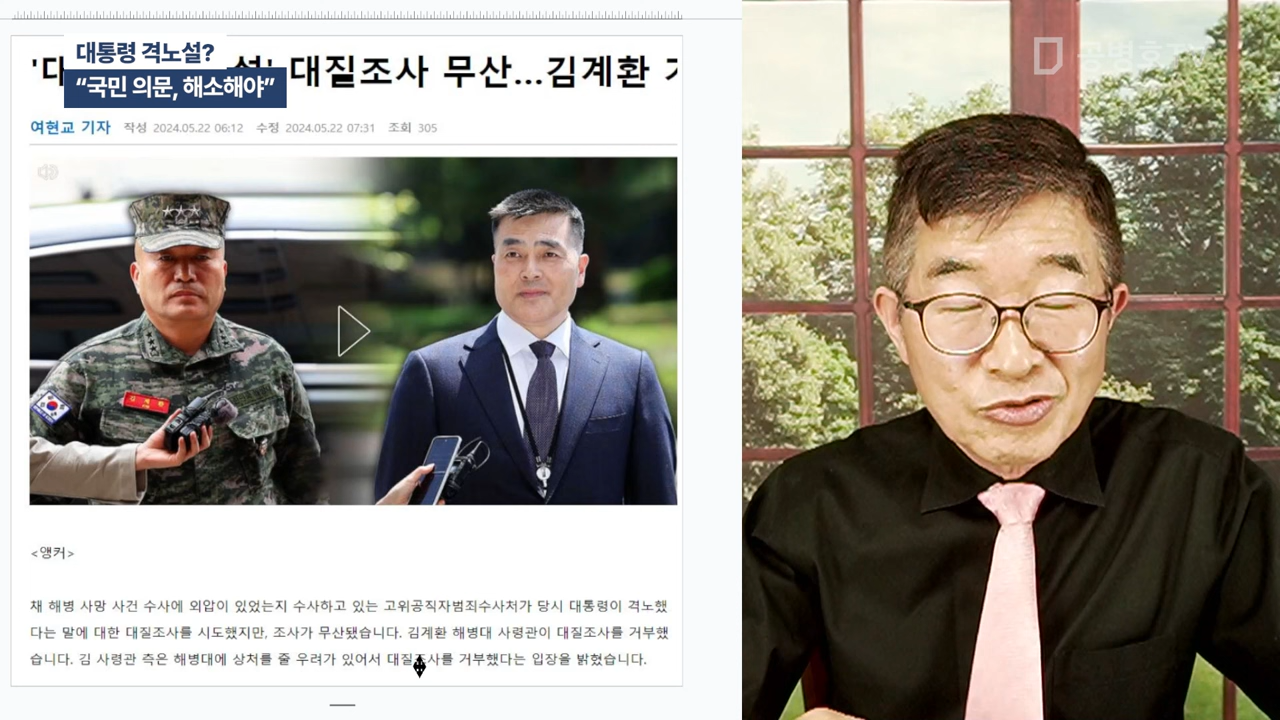 대통령 격노설?
“국민 의문, 해소해야”
설' 대질조사 무산...김계환
여현교 기자 작성 2024.05.22 06:12 수정 2024.05.22 07:31 조회 305
<앵커>
채 해병 사망 사건 수사에 외압이 있었는지 수사하고 있는 고위공직자범죄수사처가 당시 대통령이 격노했
다는 말에 대한 대질조사를 시도했지만, 조사가 무산됐습니다. 김계환 해병대 사령관이 대질조사를 거부했
습니다. 김 사령관 측은 해병대에 상처를 줄 우려가 있어서 대질조사를 거부했다는 입장을 밝혔습니다.
김계환
공병호